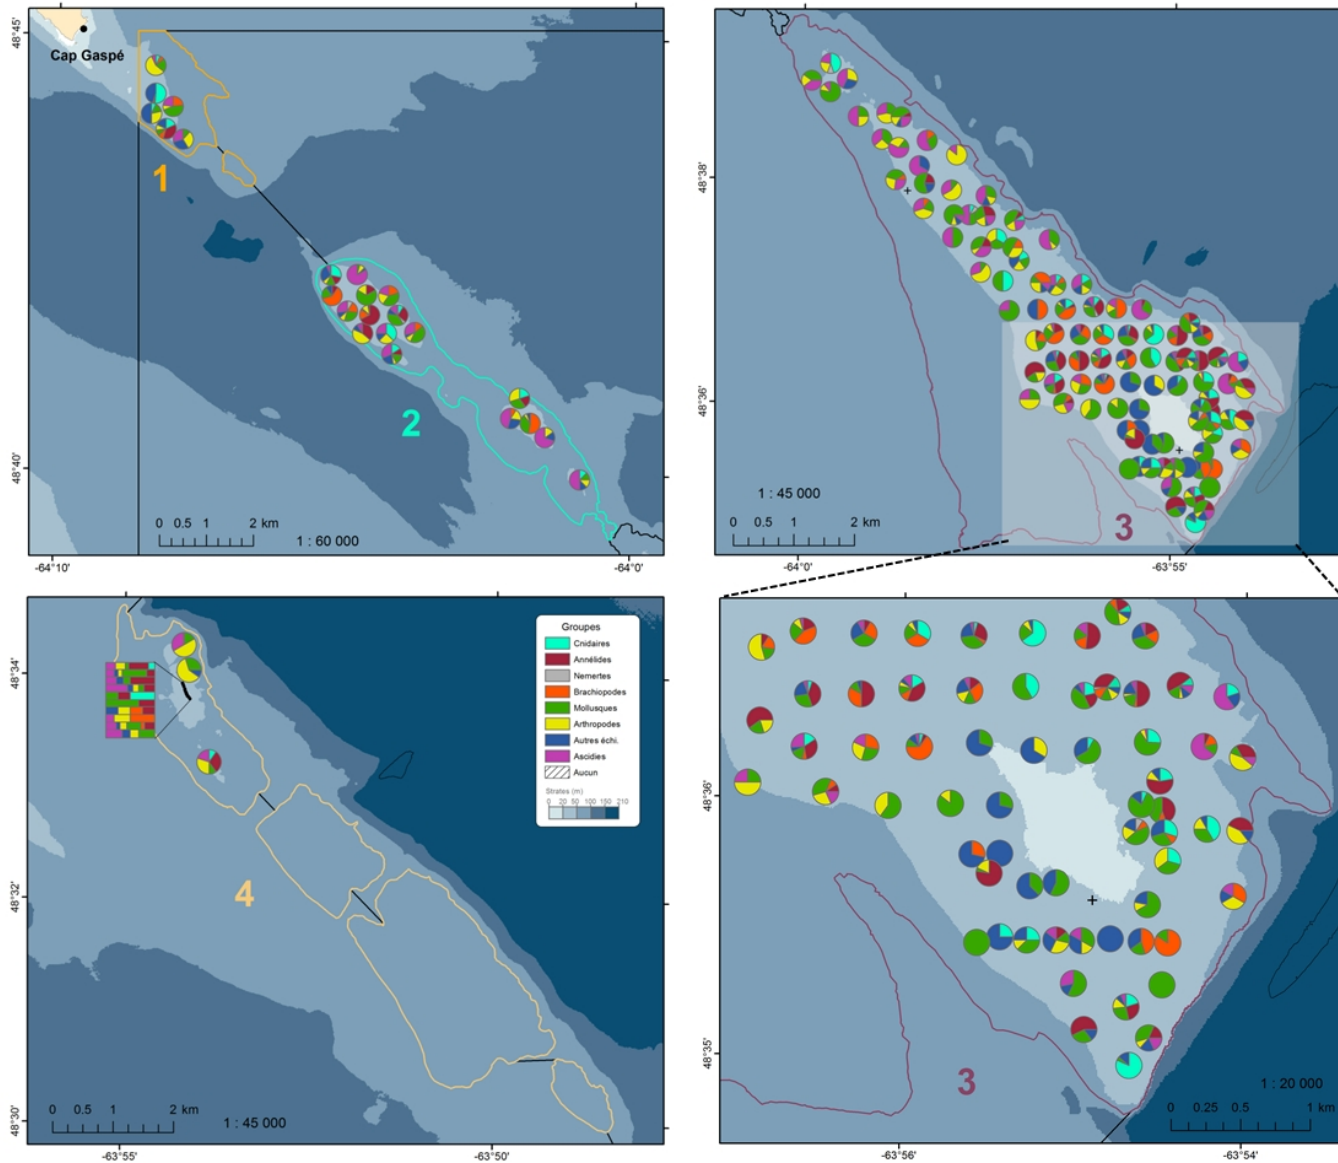 48°45'
Cap Gaspé
1
2
48°40'
0 0.5 1 2 km
1 : 60 000
-64°10'
-64°0'
48°38'
48°36'
1 : 45 000
0 0.5 1 2 km
3
-64°0'
-63°55'
48°34'
Groupes
Cnidaires
Annélides
Nemertes
Brachiopodes
Mollusques
Arthropodes
Autres échi.
Ascidies
Aucun
Strates (m)
0 20 50 100 150 210
4
48°32'
0 0.5 1 2 km
1 : 45 000
48°30'
-63°55'
-63°50'
48°36'
48°35'
3
1 : 20 000
0 0.25 0.5 1 km
-63°56'
-63°54'